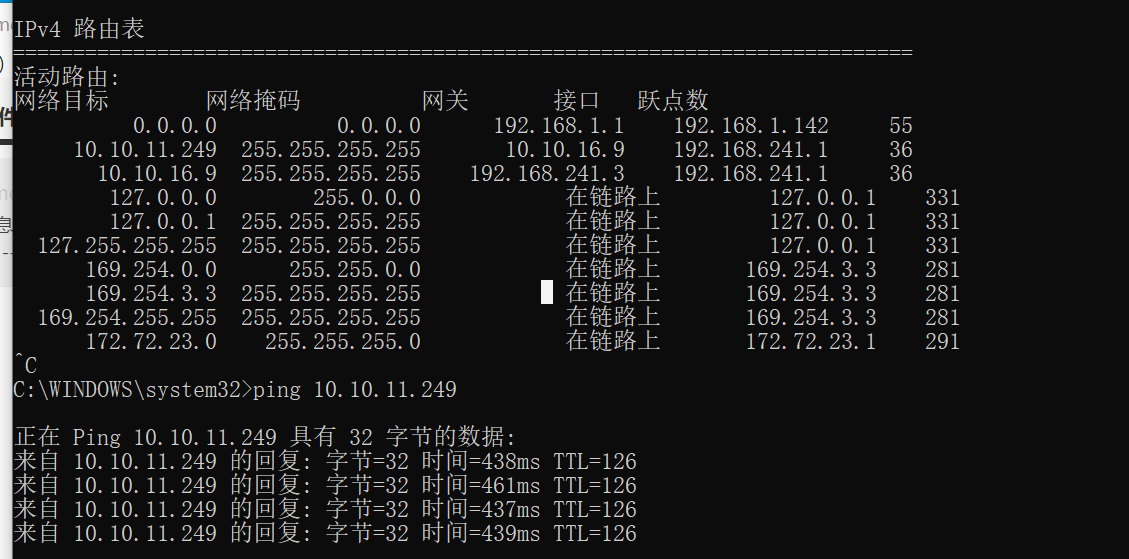 IPv4 路由表
===========================================================================
活动路由:
网络目标 网络掩码 网关 接口 跃点数
0.0.0.0 0.0.0.0 192.168.1.1 192.168.1.142 55
10.10.11.249 255.255.255.255 10.10.16.9 192.168.241.1 36
10.10.16.9 255.255.255.255 192.168.241.3 192.168.241.1 36
127.0.0.0 255.0.0.0 在链路上 127.0.0.1 331
127.0.0.1 255.255.255.255 在链路上 127.0.0.1 331
127.255.255.255 255.255.255.255 在链路上 127.0.0.1 331
169.254.0.0 255.255.0.0 在链路上 169.254.3.3 281
169.254.3.3 255.255.255.255 在链路上 169.254.3.3 281
169.254.255.255 255.255.255.255 在链路上 169.254.3.3 281
172.72.23.0 255.255.255.0 在链路上 172.72.23.1 291
^C
C:\WINDOWS\system32>ping 10.10.11.249
正在 Ping 10.10.11.249 具有 32 字节的数据:
来自 10.10.11.249 的回复: 字节=32 时间=438ms TTL=126
来自 10.10.11.249 的回复: 字节=32 时间=461ms TTL=126
来自 10.10.11.249 的回复: 字节=32 时间=437ms TTL=126
来自 10.10.11.249 的回复: 字节=32 时间=439ms TTL=126